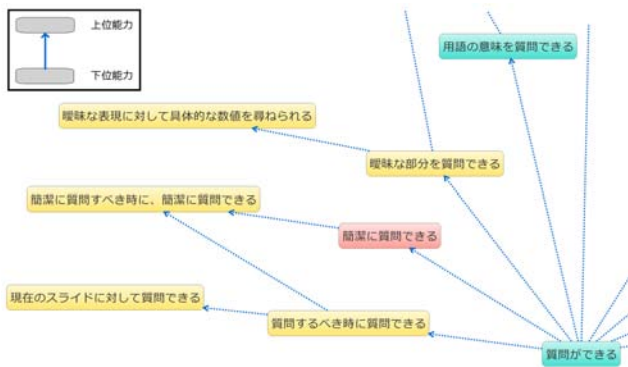 上位能力
下位能力
用語の意味を質問できる
曖昧な表現に対して具体的な数値を尋ねられる
曖昧な部分を質問できる
簡潔に質問すべき時に、簡潔に質問できる
簡潔に質問できる
現在のスライドに対して質問できる
質問するべき時に質問できる
質問ができる